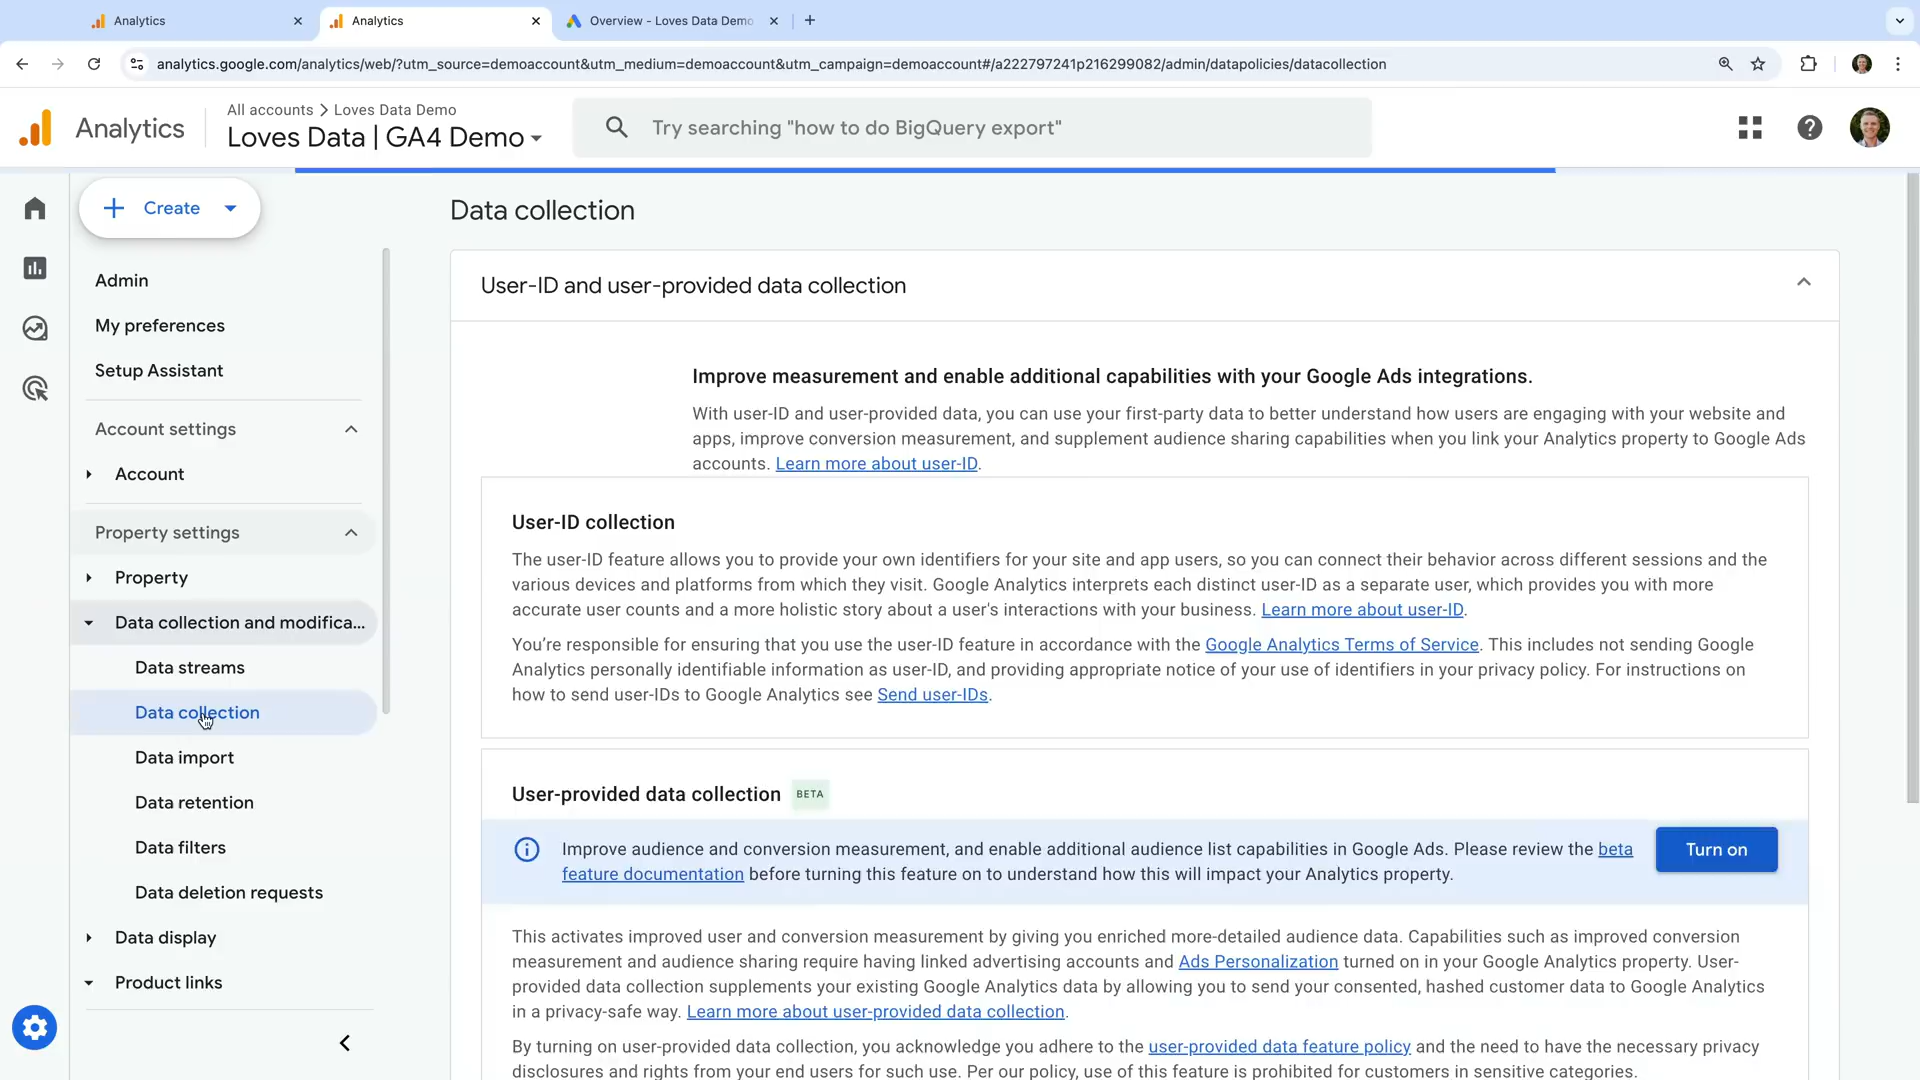 Analytics
Analytics
Overview - Loves Data Demo
analytics.google.com/analytics/web/?utm_source=demoaccount&utm_medium=demoaccount&utm_campaign=demoaccount#/a222797241p216299082/admin/datapolicies/datacollection
Analytics
All accounts > Loves Data Demo
Loves Data | GA4 Demo
Try searching "how to do BigQuery export"
Create
Admin
My preferences
Setup Assistant
Account settings
Account
Property settings
Property
Data collection and modifica...
Data streams
Data collection
Data import
Data retention
Data filters
Data deletion requests
Data display
Product links
Data collection
User-ID and user-provided data collection
Improve measurement and enable additional capabilities with your Google Ads integrations.
With user-ID and user-provided data, you can use your first-party data to better understand how users are engaging with your website and
apps, improve conversion measurement, and supplement audience sharing capabilities when you link your Analytics property to Google Ads
accounts. Learn more about user-ID.
User-ID collection
The user-ID feature allows you to provide your own identifiers for your site and app users, so you can connect their behavior across different sessions and the
various devices and platforms from which they visit. Google Analytics interprets each distinct user-ID as a separate user, which provides you with more
accurate user counts and a more holistic story about a user's interactions with your business. Learn more about user-ID.
You're responsible for ensuring that you use the user-ID feature in accordance with the Google Analytics Terms of Service. This includes not sending Google
Analytics personally identifiable information as user-ID, and providing appropriate notice of your use of identifiers in your privacy policy. For instructions on
how to send user-IDs to Google Analytics see Send user-IDs.
User-provided data collection BETA
Improve audience and conversion measurement, and enable additional audience list capabilities in Google Ads. Please review the beta
feature documentation before turning this feature on to understand how this will impact your Analytics property.
Turn on
This activates improved user and conversion measurement by giving you enriched more-detailed audience data. Capabilities such as improved conversion
measurement and audience sharing require having linked advertising accounts and Ads Personalization turned on in your Google Analytics property. User-
provided data collection supplements your existing Google Analytics data by allowing you to send your consented, hashed customer data to Google Analytics
in a privacy-safe way. Learn more about user-provided data collection.
By turning on user-provided data collection, you acknowledge you adhere to the user-provided data feature policy and the need to have the necessary privacy
disclosures and rights from your end users for such use. Per our policy, use of this feature is prohibited for customers in sensitive categories.